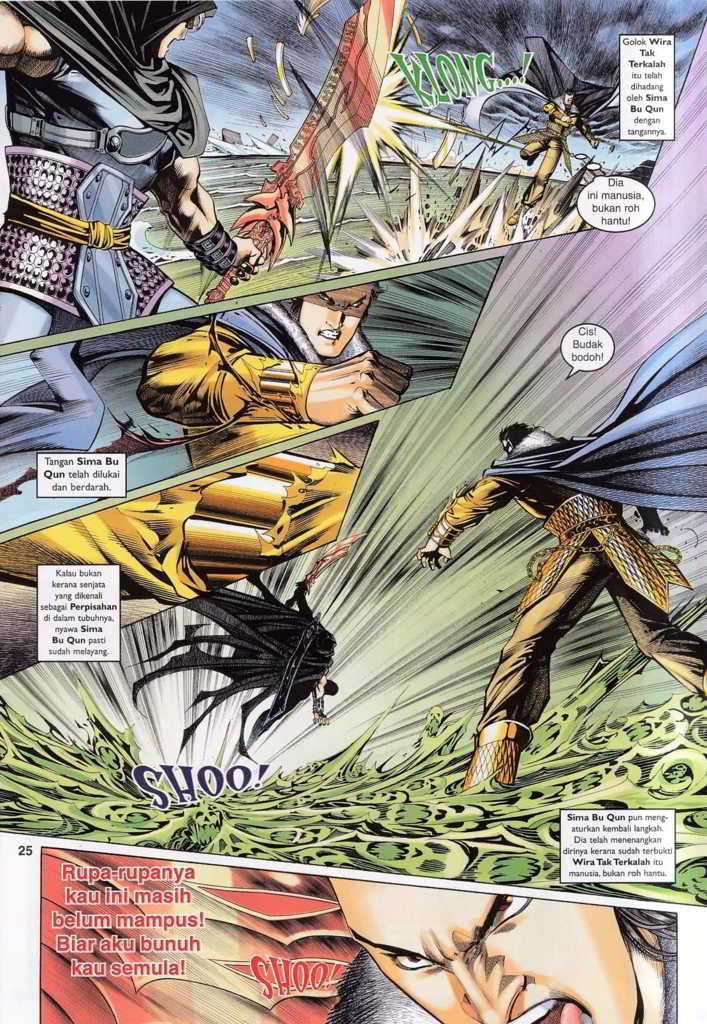 KLONG...!
Golok Wira
Tak
Terkalah
itu telah
dihadang
oleh Sima
Bu Qun
dengan
tangannya.
Dia
ini manusia,
bukan roh
hantu!
Cis!
Budak
bodoh!
Tangan Sima Bu
Qun telah dilukai
dan berdarah.
Kalau bukan
kerana senjata
yang dikenali
sebagai Perpisahan
di dalam tubuhnya,
nyawa Sima
Bu Qun pasti
sudah melayang.
SHOO!
Sima Bu Qun pun meng-
aturkan kembali langkah.
Dia telah menenangkan
dirinya kerana sudah terbukti
Wira Tak Terkalah itu
manusia, bukan roh hantu.
25
Rupa-rupanya
kau ini masih
belum mampus!
Biar aku bunuh
kau semula!
SHOO!